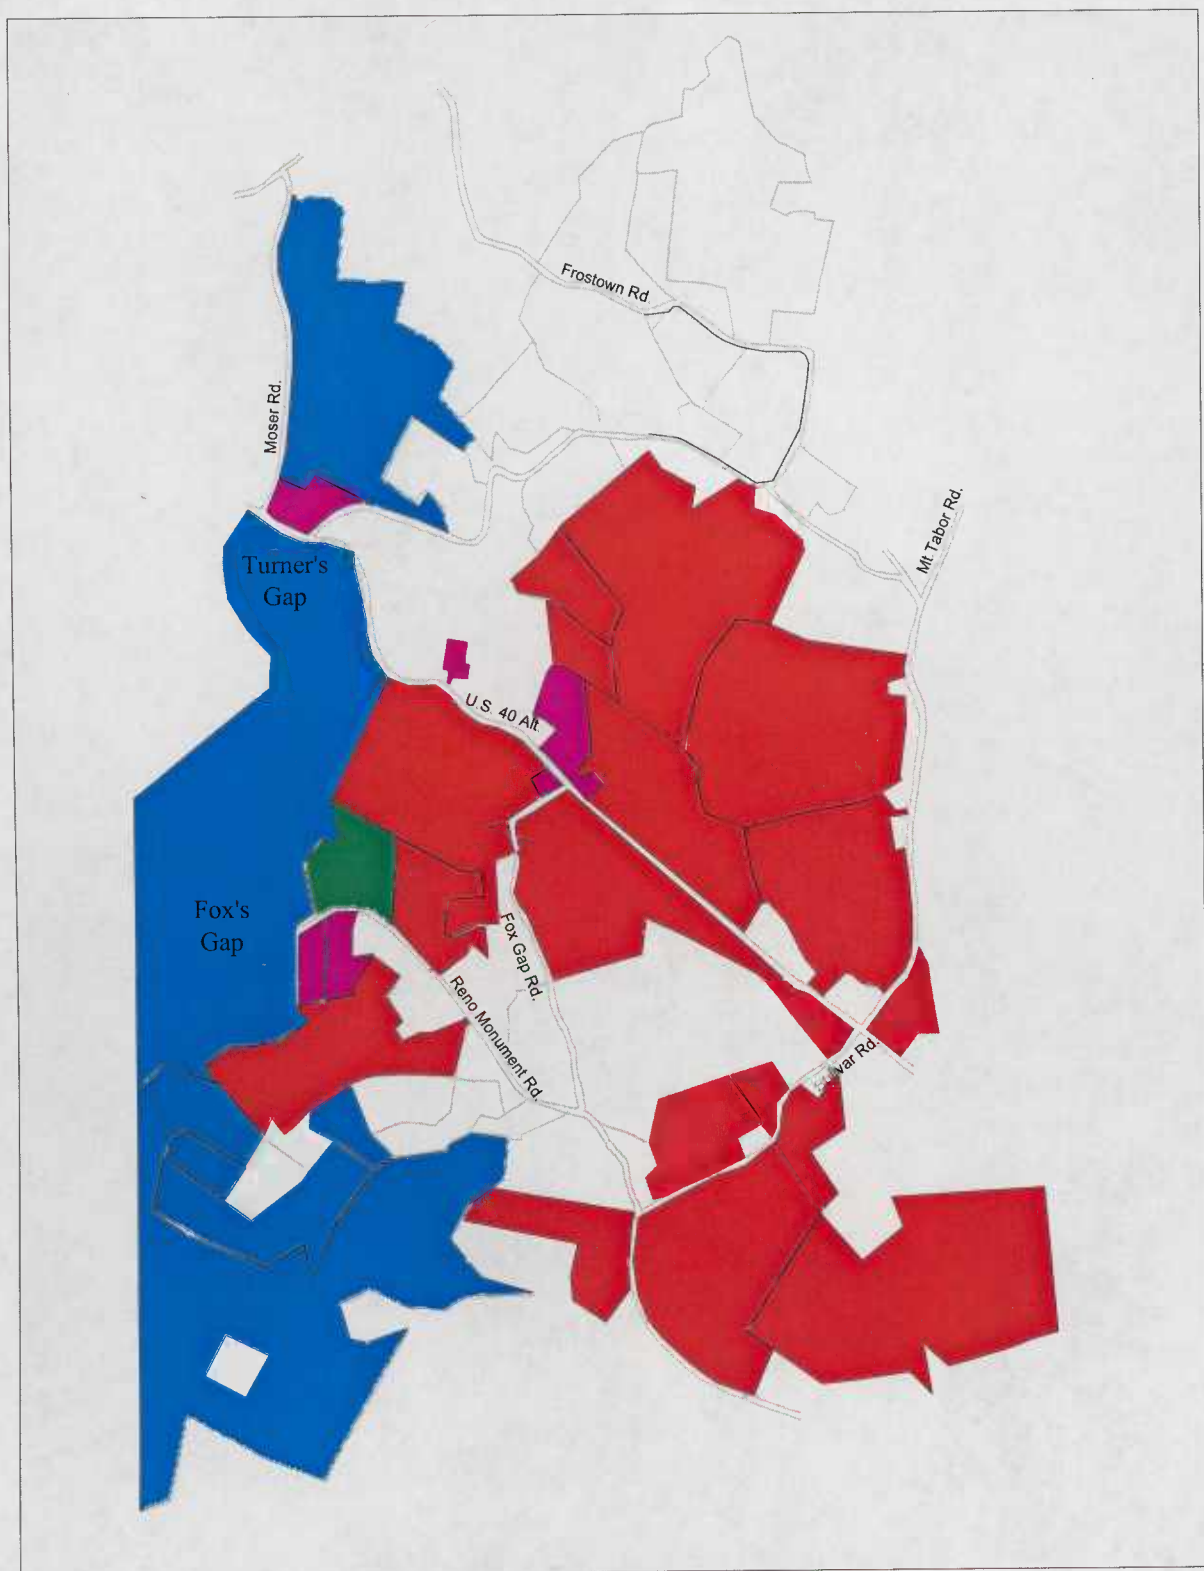 Frostown Rd.
Moser Rd.
Mt. Tabor Rd.
Turner's
Gap
U.S. 40 Alt.
Fox's
Gap
Fox Gap Rd.
Reno Monument Rd.
Rd.